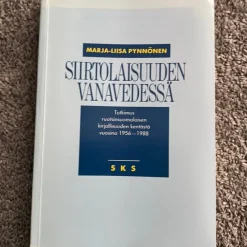 MARJA-LIISA PYNNÖNEN
SIIRTOLAISUUDEN
VANAVEDESSÄ
Tutkimus
ruotsinsuomalaisen
kirjallisuuden kentästä
vuosina 1956–1988
SKS